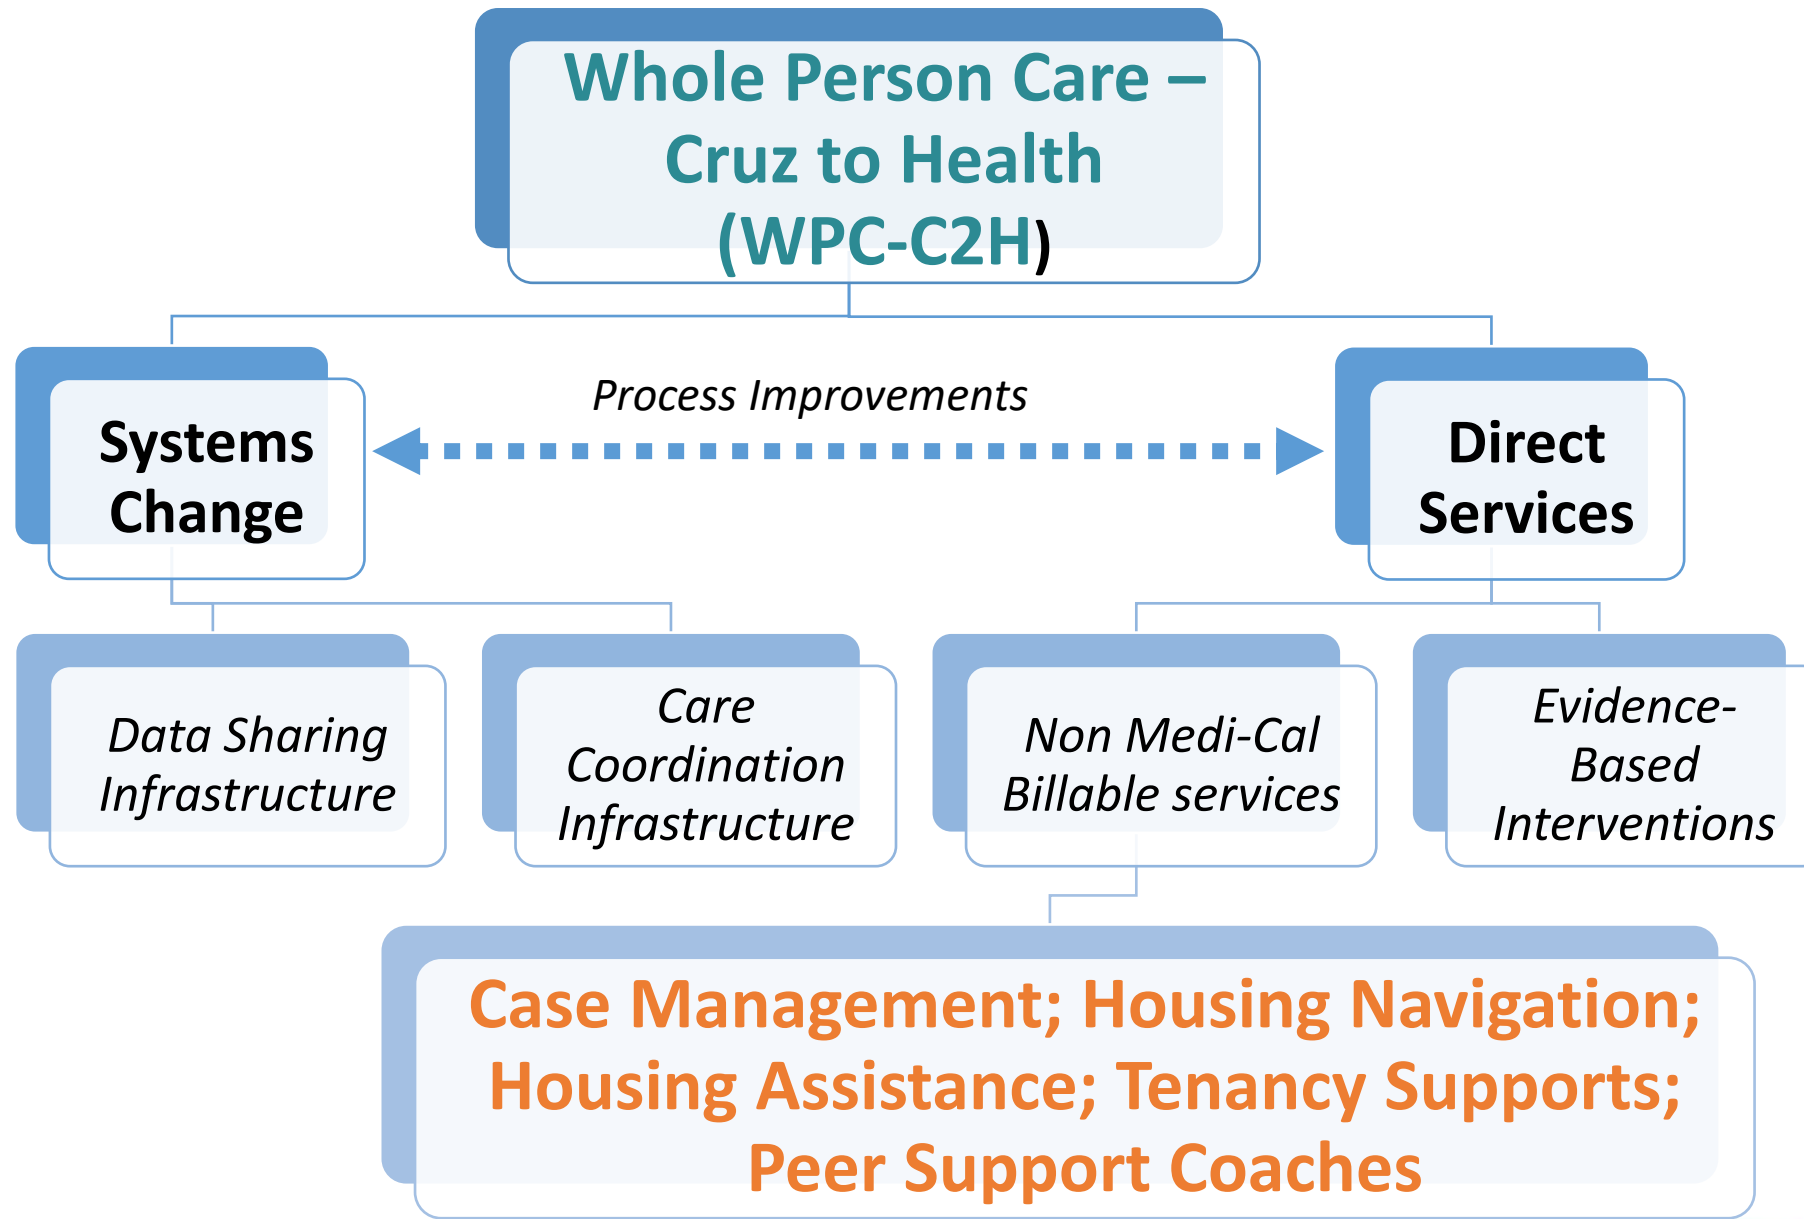 Whole Person Care –
Cruz to Health
(WPC-C2H)
Process Improvements
Systems
Change
Direct
Services
Data Sharing
Infrastructure
Care
Coordination
Infrastructure
Non Medi-Cal
Billable services
Evidence-
Based
Interventions
Case Management; Housing Navigation;
Housing Assistance; Tenancy Supports;
Peer Support Coaches